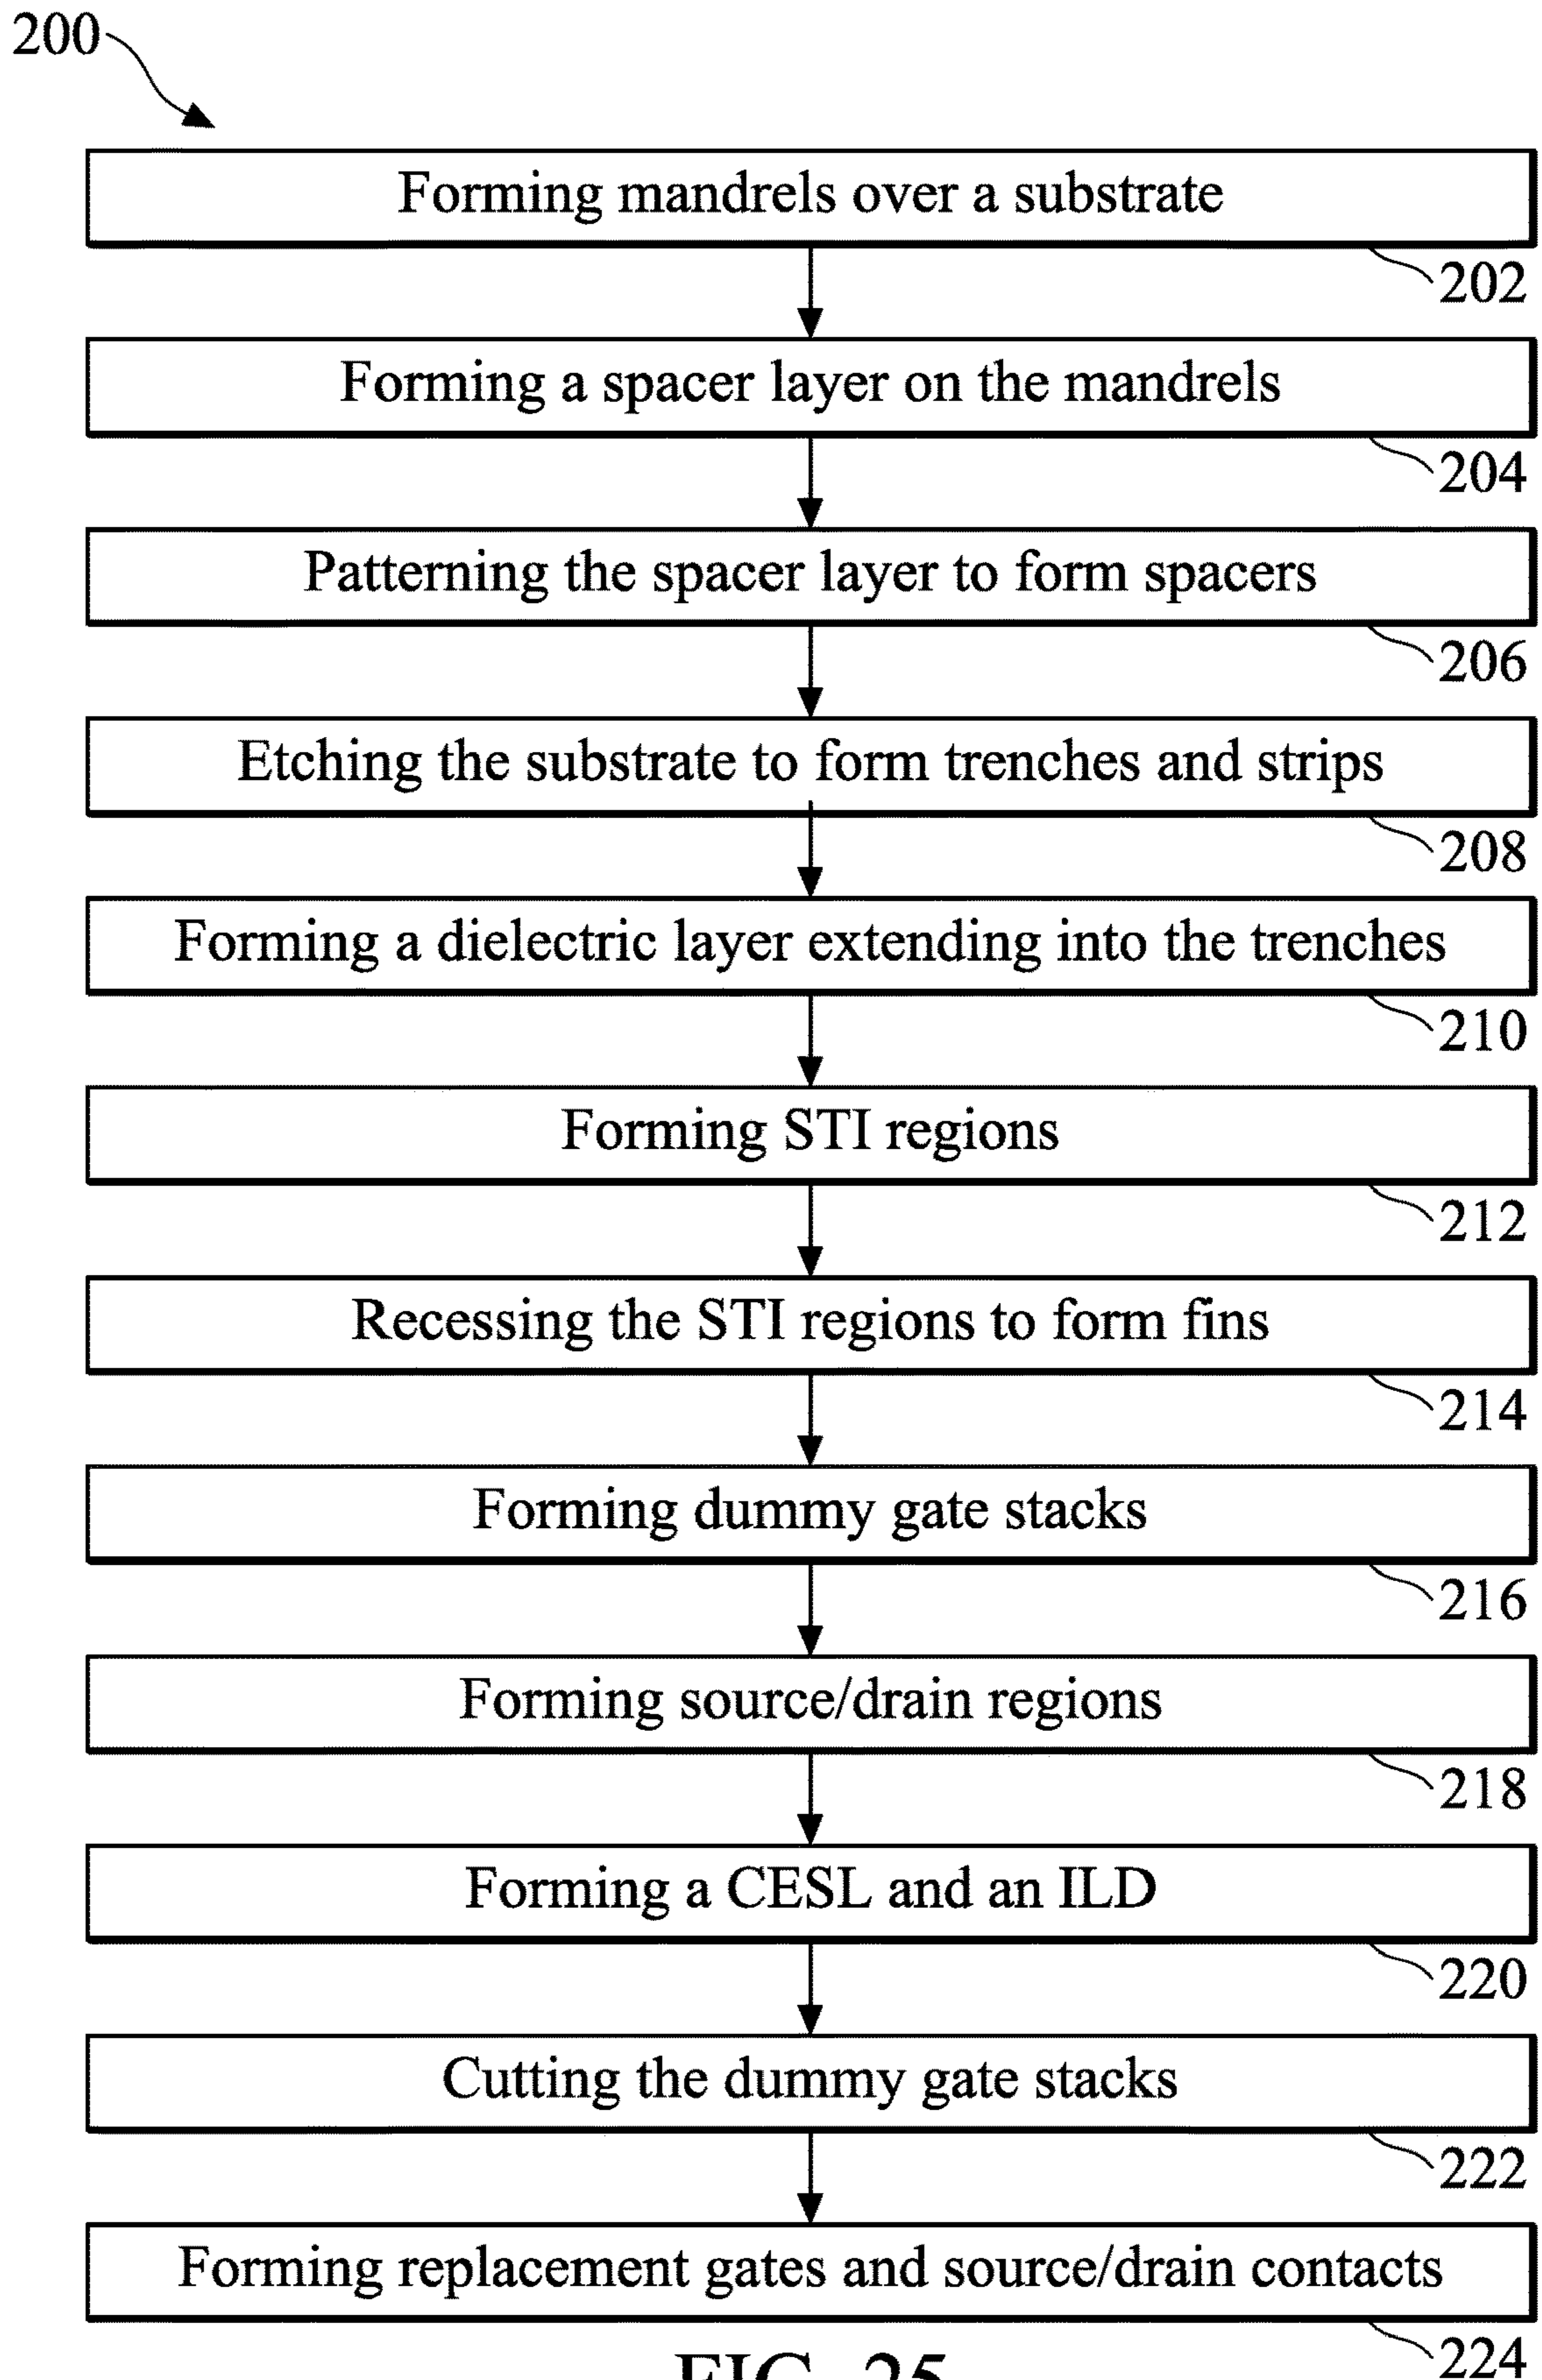 200
Forming mandrels over a substrate
202
Forming a spacer layer on the mandrels
204
Patterning the spacer layer to form spacers
206
Etching the substrate to form trenches and strips
208
Forming a dielectric layer extending into the trenches
210
Forming STI regions
212
Recessing the STI regions to form fins
214
Forming dummy gate stacks
216
Forming source/drain regions
218
Forming a CESL and an ILD
220
Cutting the dummy gate stacks
222
Forming replacement gates and source/drain contacts
224
FIG. 25